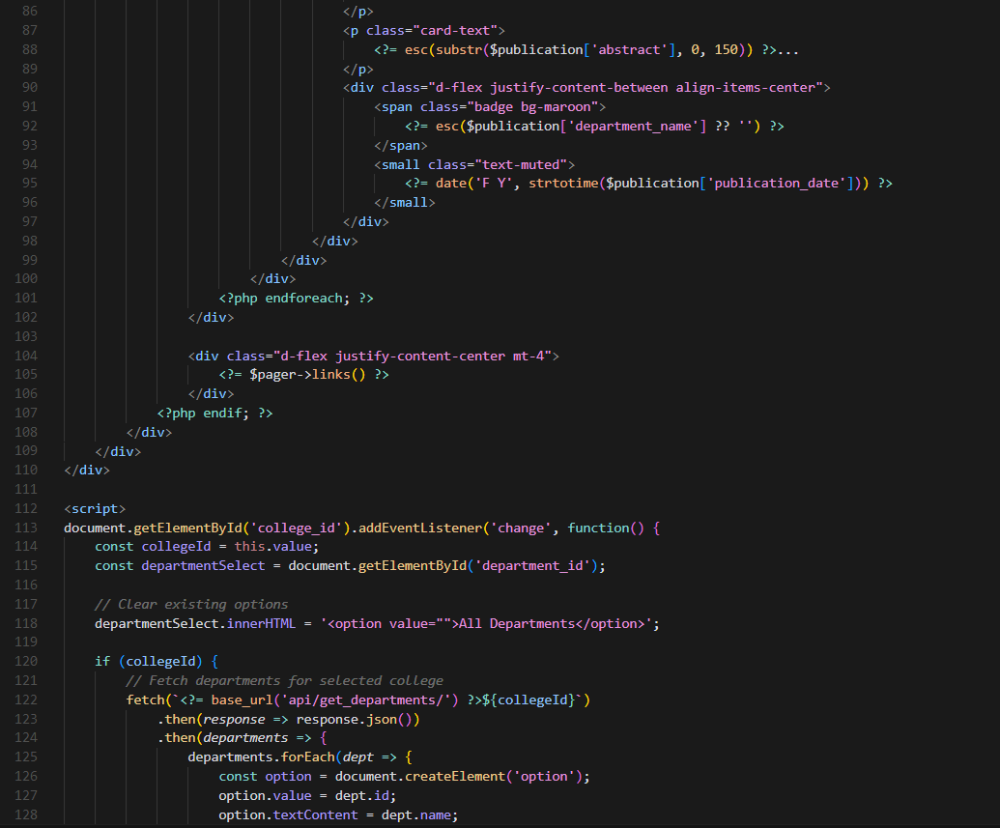 86 </p>
87 <p class="card-text">
88 <?= esc(substr($publication['abstract'], 0, 150)) ?>...
89 </p>
90 <div class="d-flex justify-content-between align-items-center">
91 <span class="badge bg-maroon">
92 <?= esc($publication['department_name'] ?? '') ?>
93 </span>
94 <small class="text-muted">
95 <?= date('F Y', strtotime($publication['publication_date'])) ?>
96 </small>
97 </div>
98 </div>
99 </div>
100 </div>
101 <?php endforeach; ?>
102 </div>
103
104 <div class="d-flex justify-content-center mt-4">
105 <?= $pager->links() ?>
106 </div>
107 <?php endif; ?>
108 </div>
109 </div>
110 </div>
111
112 <script>
113 document.getElementById('college_id').addEventListener('change', function() {
114 const collegeId = this.value;
115 const departmentSelect = document.getElementById('department_id');
116
117 // Clear existing options
118 departmentSelect.innerHTML = '<option value="">All Departments</option>';
119
120 if (collegeId) {
121 // Fetch departments for selected college
122 fetch(`<?= base_url('api/get_departments/') ?>${collegeId}`)
123 .then(response => response.json())
124 .then(departments => {
125 departments.forEach(dept => {
126 const option = document.createElement('option');
127 option.value = dept.id;
128 option.textContent = dept.name;